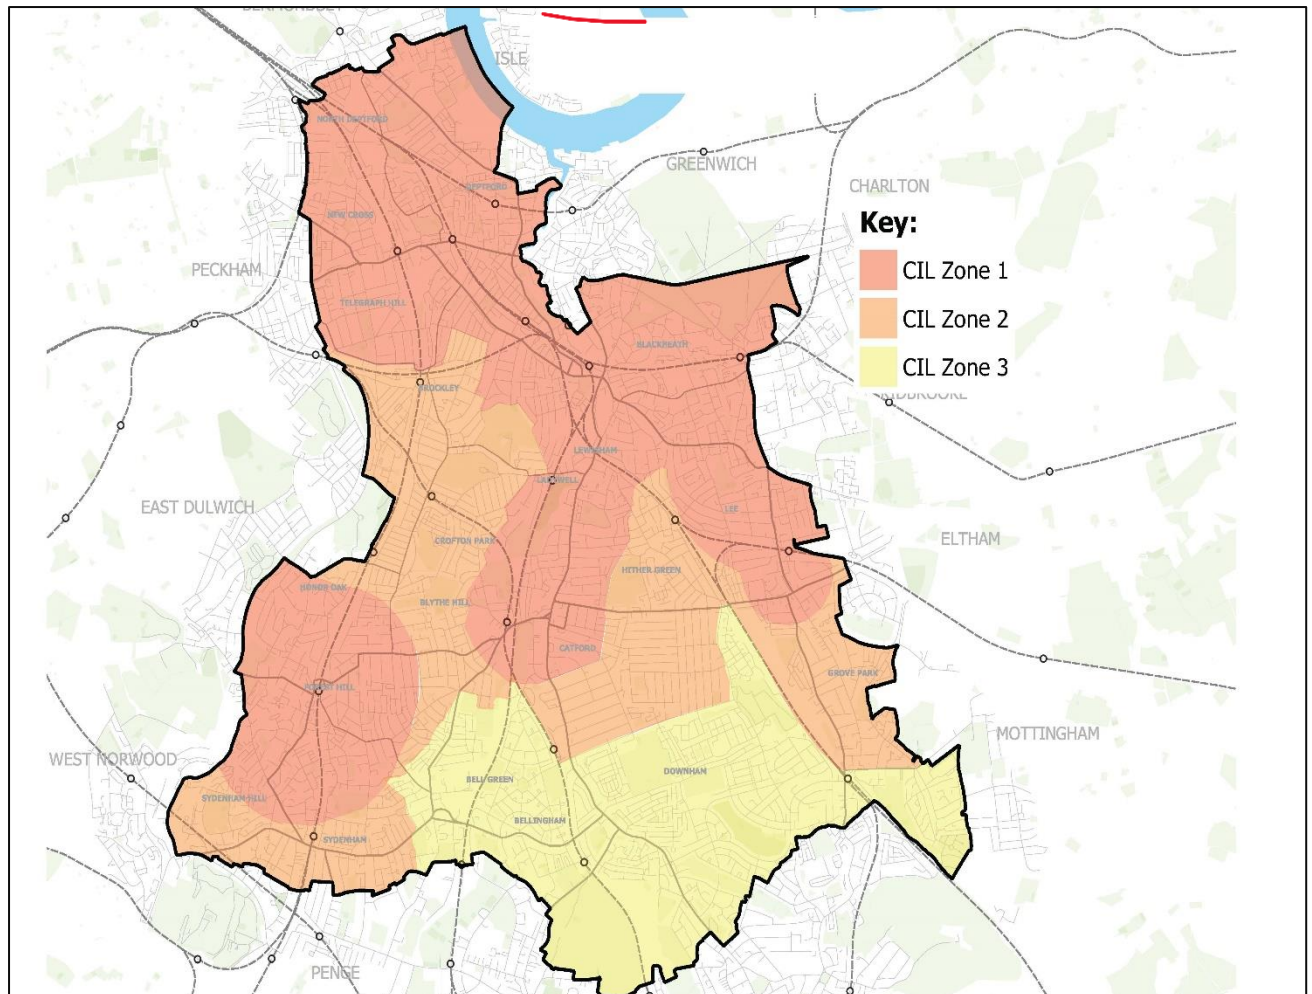 BERMONDSEY
ISLE
NORTH DEPTFORD
GREENWICH
DEPTFORD
CHARLTON
NEW CROSS
Key:
PECKHAM
CIL Zone 1
TELEGRAPH HILL
CIL Zone 2
BLACKHEATH
CIL Zone 3
BROCKLEY
KIDBROOKE
LEWISHAM
LADYWELL
EAST DULWICH
LEE
CROFTON PARK
ELTHAM
HITHER GREEN
HONOR OAK
BLYTHE HILL
CATFORD
GROVE PARK
FOREST HILL
MOTTINGHAM
WEST NORWOOD
DOWNHAM
BELL GREEN
SYDENHAM HILL
BELLINGHAM
SYDENHAM
PENGE